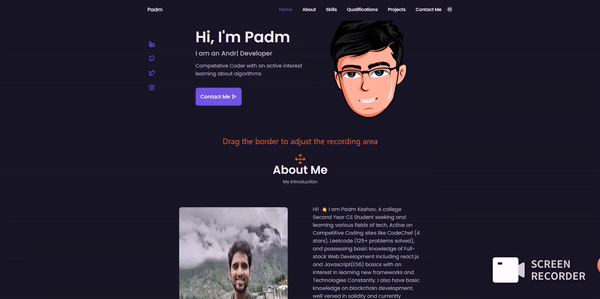 Padm
Home About Skills Qualifications Projects Contact Me
Hi, I'm Padm
I am an Andr| Developer
Competetive Coder with an active interest
learning about algorithms
Contact Me
Drag the border to adjust the recording area
About Me
My Introduction
Hi! 👋 I am Padm Keshav, A college
Second Year CS Student seeking and
learning various fields of tech, Active on
Competitive Coding sites like CodeChef (4
stars), Leetcode (125+ problems solved),
and possessing basic knowledge of Full-
stack Web Development including react.js
and Javascript(ES6) basics with an
interest in learning new frameworks and
Technologies Constantly. I also have basic
knowledge on blockchain development,
well versed in solidity and currently
SCREEN
RECORDER